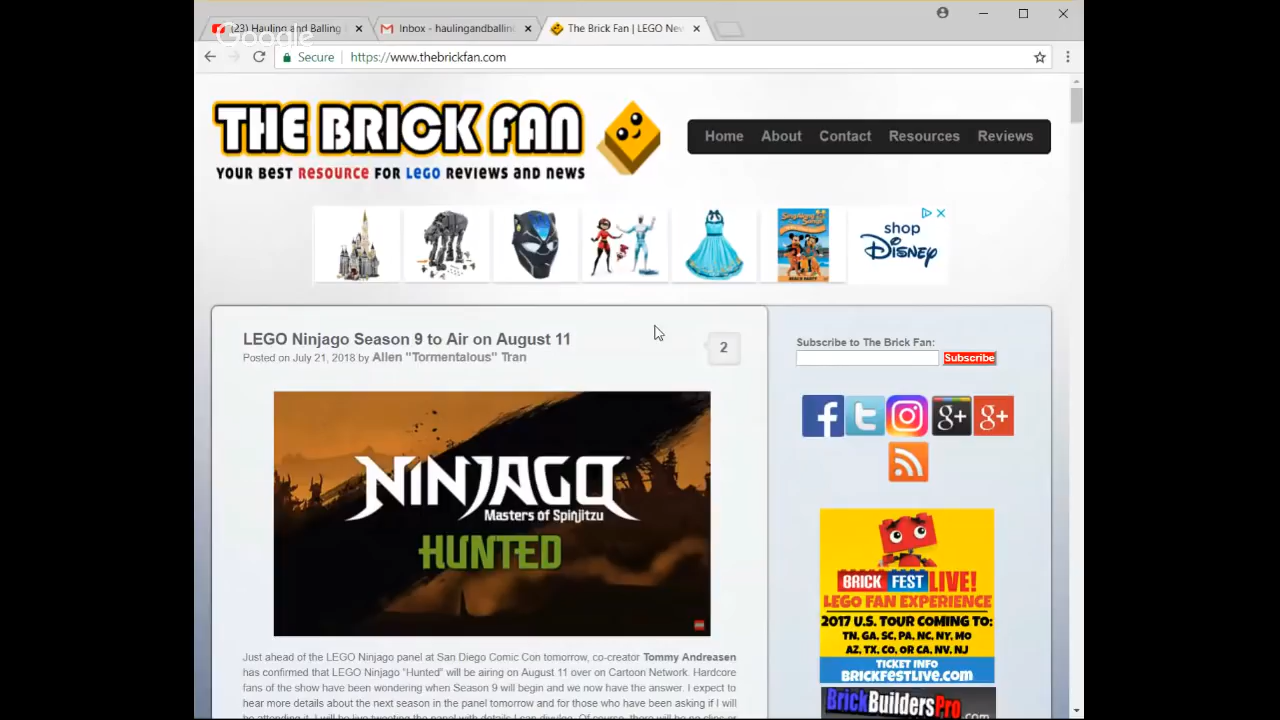 (23) Hauling and Balling
Inbox - haulingandballin
The Brick Fan | LEGO Nev
Google
Secure
https://www.thebrickfan.com
THE BRICK FAN
YOUR BEST RESOURCE FOR LEGO REVIEWS AND NEWS
Home About Contact Resources Reviews
shop
Disney
LEGO Ninjago Season 9 to Air on August 11
Posted on July 21, 2018 by Allen "Tormentalous" Tran
2
NINJAGO
Masters of Spinjitzu
HUNTED
Just ahead of the LEGO Ninjago panel at San Diego Comic Con tomorrow, co-creator Tommy Andreasen
has confirmed that LEGO Ninjago "Hunted" will be airing on August 11 over on Cartoon Network. Hardcore
fans of the show have been wondering when Season 9 will begin and we now have the answer. I expect to
hear more details about the next season in the panel tomorrow and for those who have been asking if I will
Subscribe to The Brick Fan:
Subscribe
BRICK FEST LIVE!
LEGO FAN EXPERIENCE
2017 U.S. TOUR COMING TO:
TN, GA, SC, PA, NC, NY, MO
AZ, TX, CO, OR CA, NV, NJ
TICKET INFO
BRICKFESTLIVE.COM
BrickBuildersPro.com